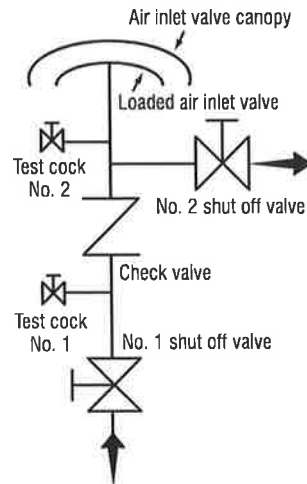 Air inlet valve canopy
Loaded air inlet valve
Test cock
No. 2
No. 2 shut off valve
Check valve
Test cock
No. 1
No. 1 shut off valve